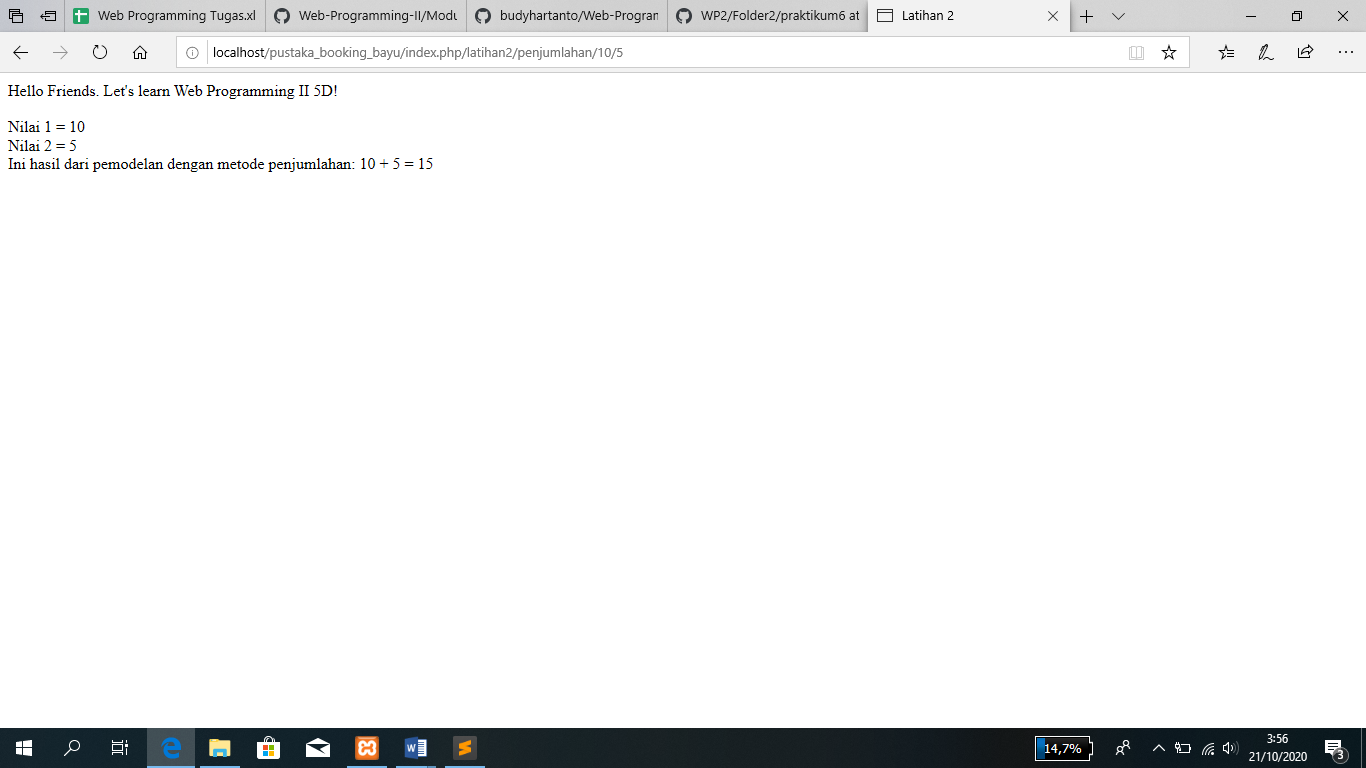 Web Programming Tugas.xl
Web-Programming-II/Modu
budyhartanto/Web-Program
WP2/Folder2/praktikum6 at
Latihan 2
localhost/pustaka_booking_bayu/index.php/latihan2/penjumlahan/10/5
Hello Friends. Let's learn Web Programming II 5D!
Nilai 1 = 10
Nilai 2 = 5
Ini hasil dari pemodelan dengan metode penjumlahan: 10 + 5 = 15
14,7%
3:56
21/10/2020
3